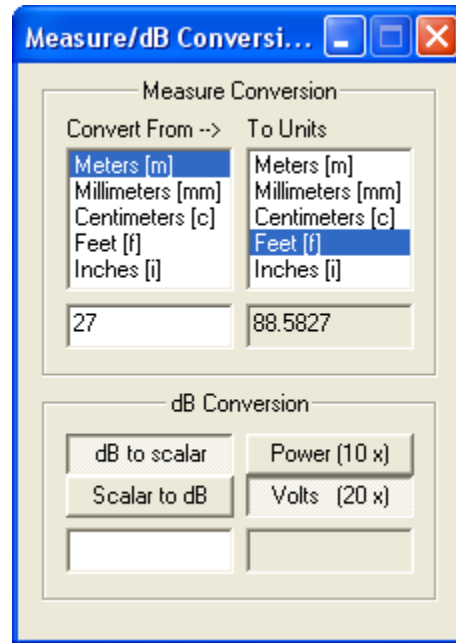 Measure/dB Conversi...
Measure Conversion
Convert From --> To Units
Meters [m] Meters [m]
Millimeters [mm] Millimeters [mm]
Centimeters [c] Centimeters [c]
Feet [f] Feet [f]
Inches [i] Inches [i]
27 88.5827
dB Conversion
dB to scalar Power (10 x)
Scalar to dB Volts (20 x)